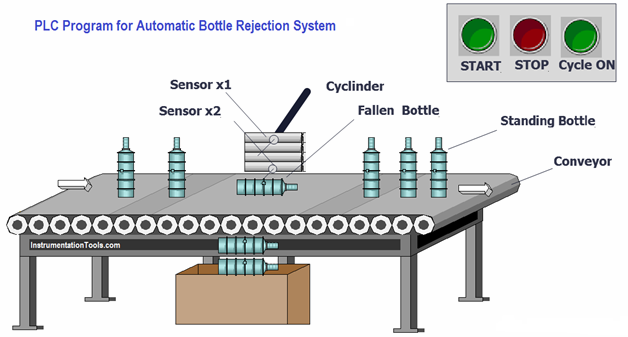 PLC Program for Automatic Bottle Rejection System
START STOP Cycle ON
Sensor x1
Cyclinder
Sensor x2
Fallen Bottle
Standing Bottle
Conveyor
InstrumentationTools.com